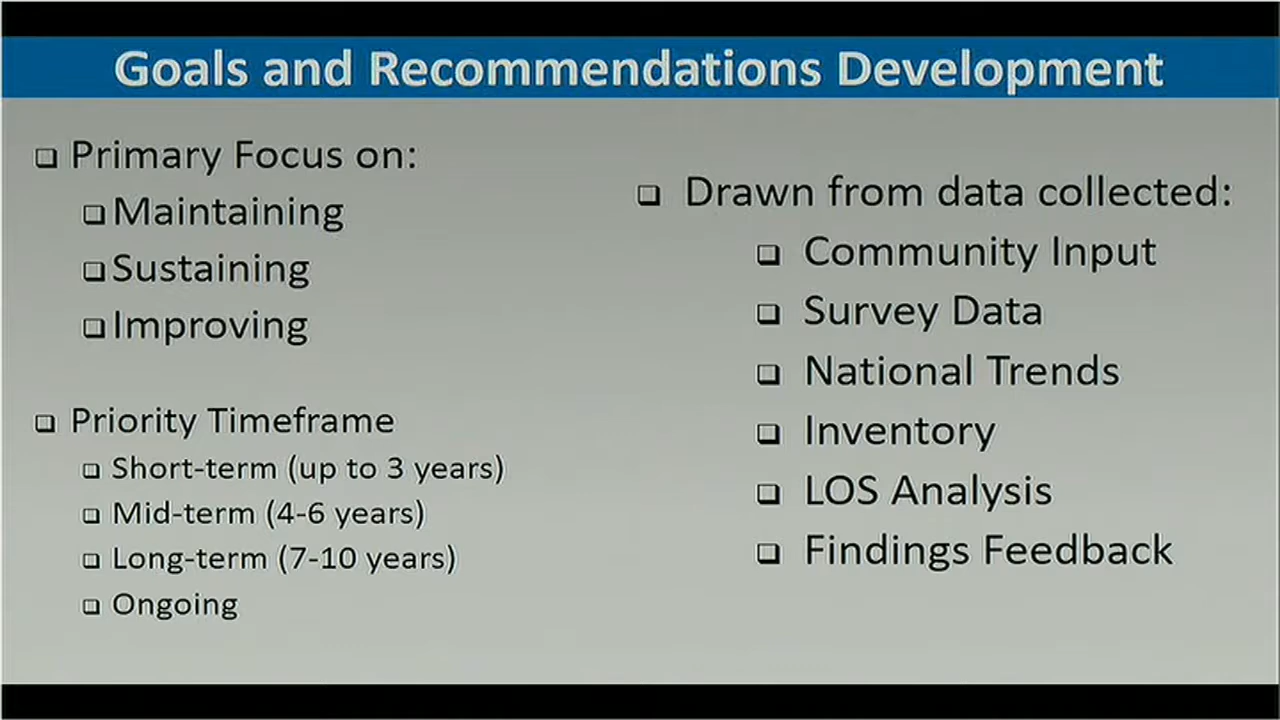 Goals and Recommendations Development
❑ Primary Focus on:
❑ Maintaining
❑ Sustaining
❑ Improving
❑ Priority Timeframe
❑ Short-term (up to 3 years)
❑ Mid-term (4-6 years)
❑ Long-term (7-10 years)
❑ Ongoing
❑ Drawn from data collected:
❑ Community Input
❑ Survey Data
❑ National Trends
❑ Inventory
❑ LOS Analysis
❑ Findings Feedback